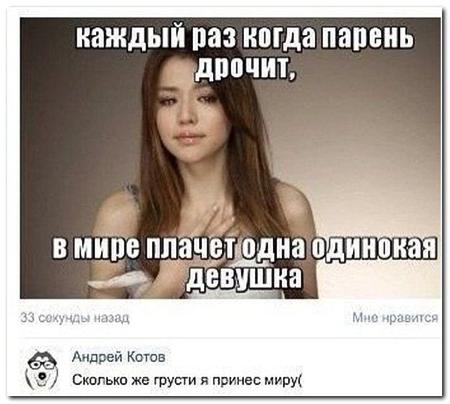 каждый раз когда парень
дрочит,
в мире плачет одна одинокая
девушка
33 секунды назад
Мне нравится
Андрей Котов
Сколько же грусти я принес миру(